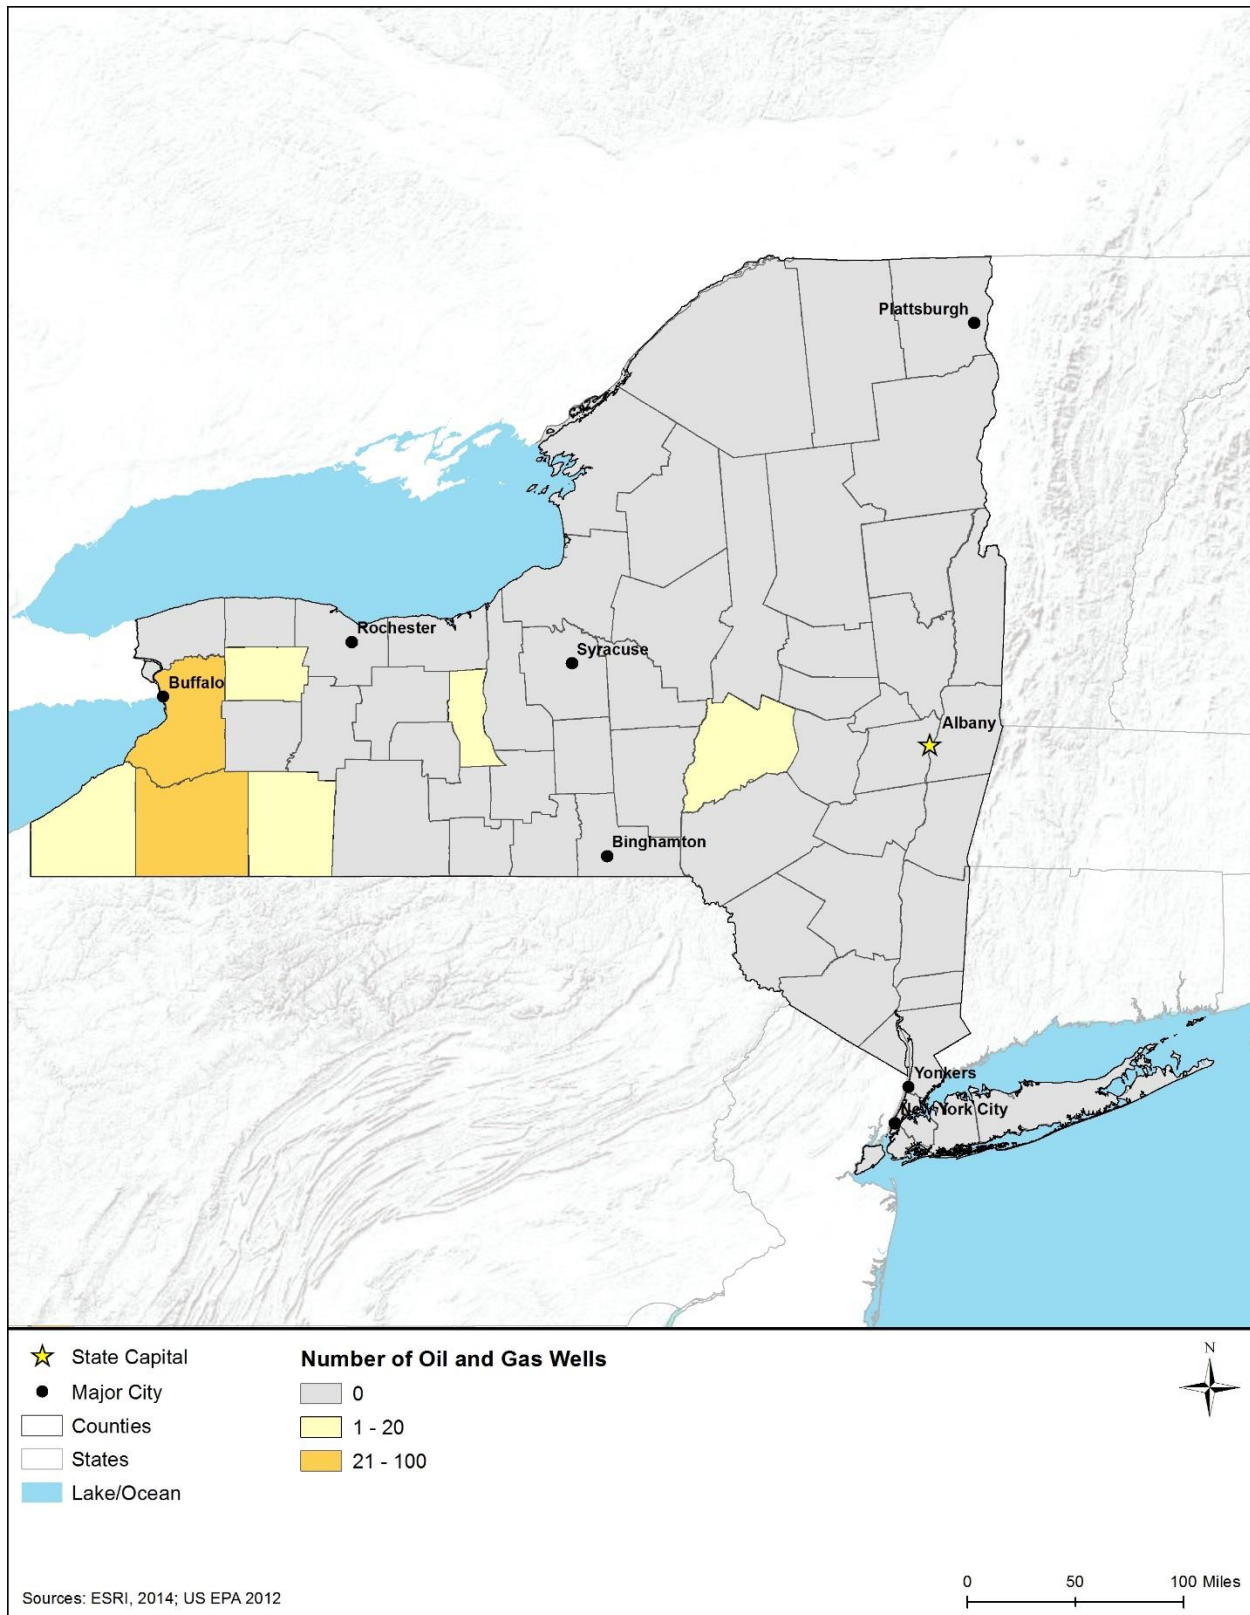 Plattsburgh
Rochester
Syracuse
Buffalo
Albany
Binghamton
Yonkers
New York City
State Capital
Major City
Counties
States
Lake/Ocean
Number of Oil and Gas Wells
0
1 - 20
21 - 100
N
Sources: ESRI, 2014; US EPA 2012
0 50 100 Miles